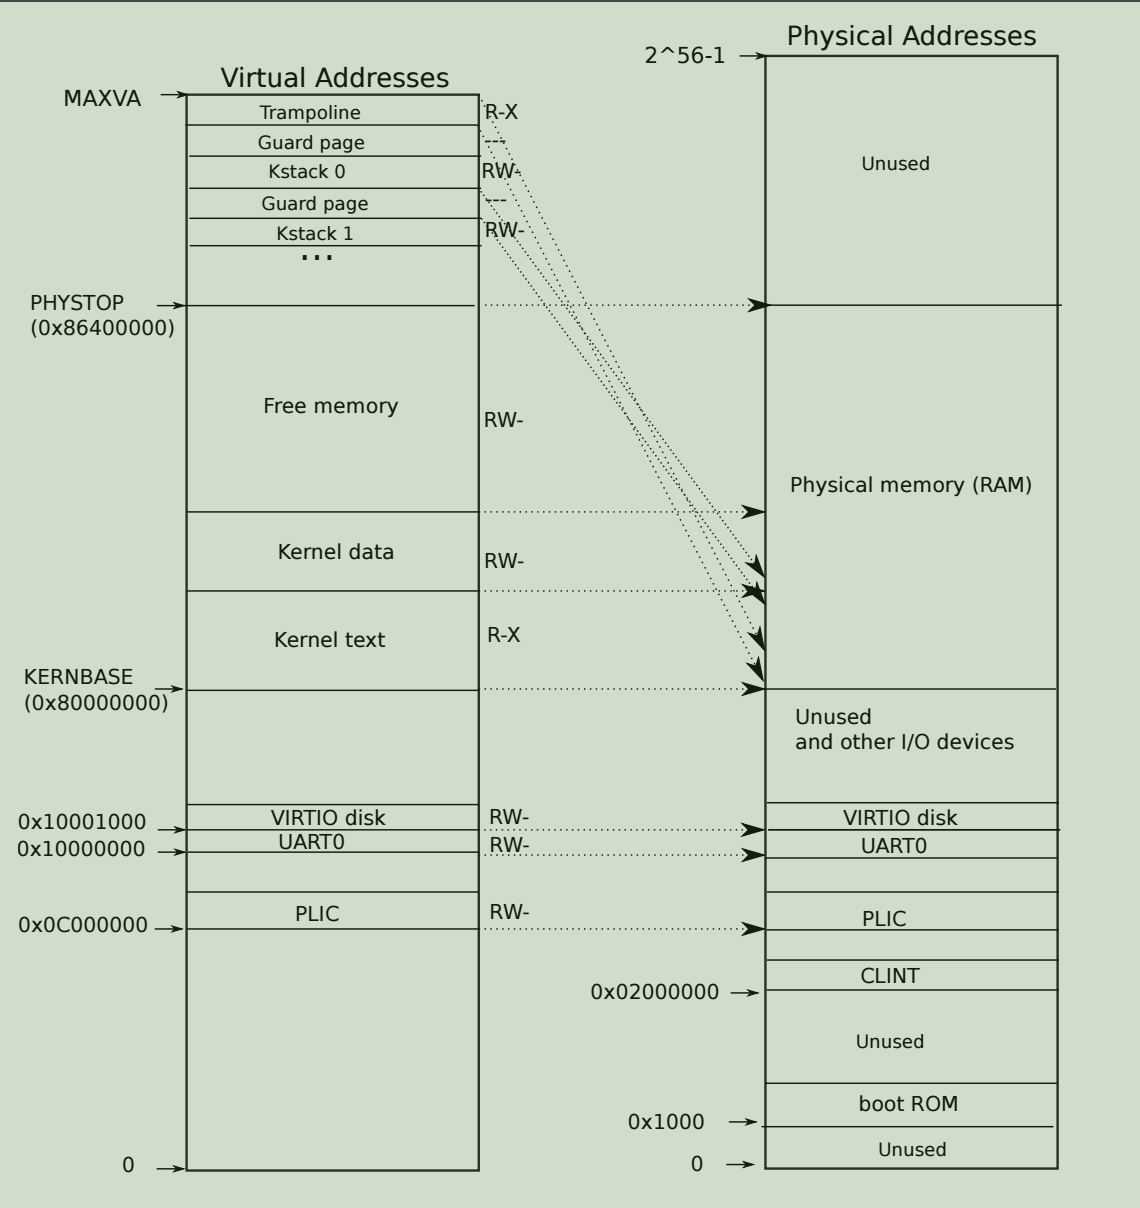 Physical Addresses
2^56-1
Virtual Addresses
MAXVA
Trampoline
R-X
Guard page
---
Unused
Kstack 0
RW-
Guard page
---
Kstack 1
RW-
...
PHYSTOP
(0x86400000)
Free memory
RW-
Physical memory (RAM)
Kernel data
RW-
Kernel text
R-X
KERNBASE
(0x80000000)
Unused
and other I/O devices
0x10001000
VIRTIO disk
RW-
VIRTIO disk
0x10000000
UART0
RW-
UART0
0x0C000000
PLIC
RW-
PLIC
CLINT
0x02000000
Unused
boot ROM
0x1000
Unused
0
0